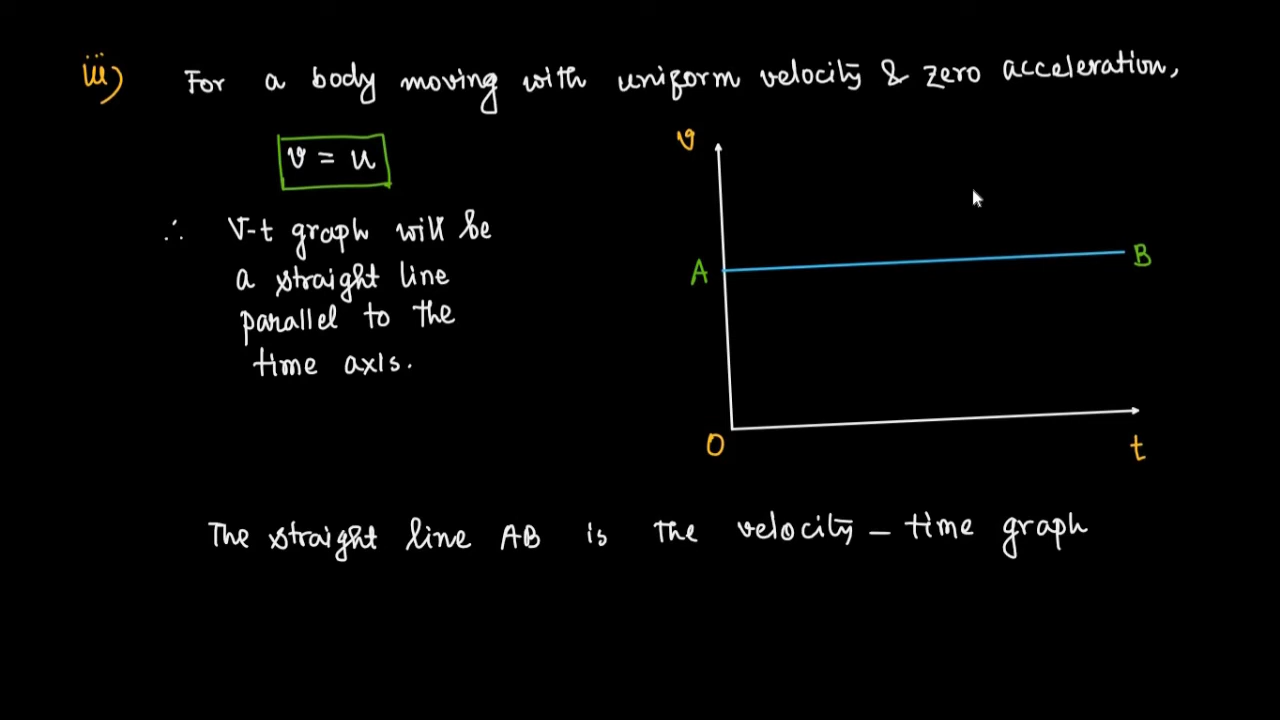 iii) For a body moving with uniform velocity & zero acceleration,
v = u
∴ V-t graph will be
a straight line
parallel to the
time axis.
v
A
B
O
t
The straight line AB is the velocity - time graph